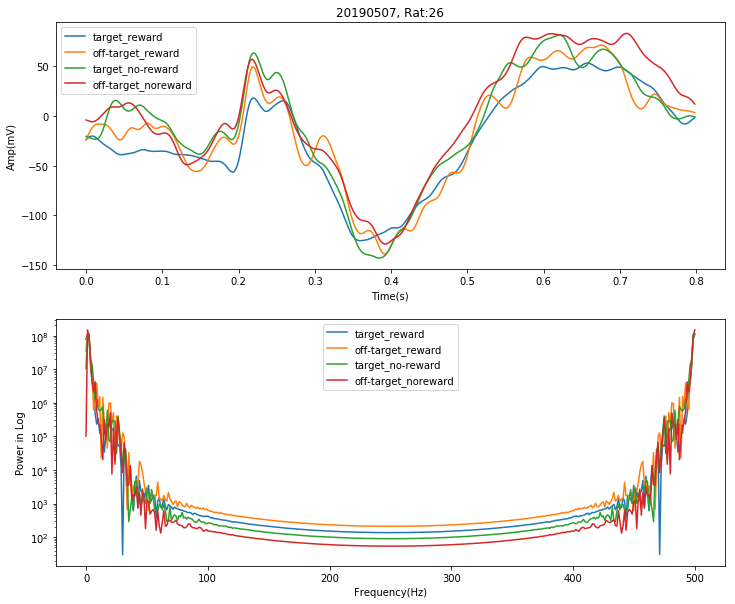 20190507, Rat:26
target_reward
off-target_reward
target_no-reward
off-target_noreward
Amp(mV)
50
0
−50
−100
−150
0.0 0.1 0.2 0.3 0.4 0.5 0.6 0.7 0.8
Time(s)
target_reward
off-target_reward
target_no-reward
off-target_noreward
Power in Log
10⁸
10⁷
10⁶
10⁵
10⁴
10³
10²
0 100 200 300 400 500
Frequency(Hz)